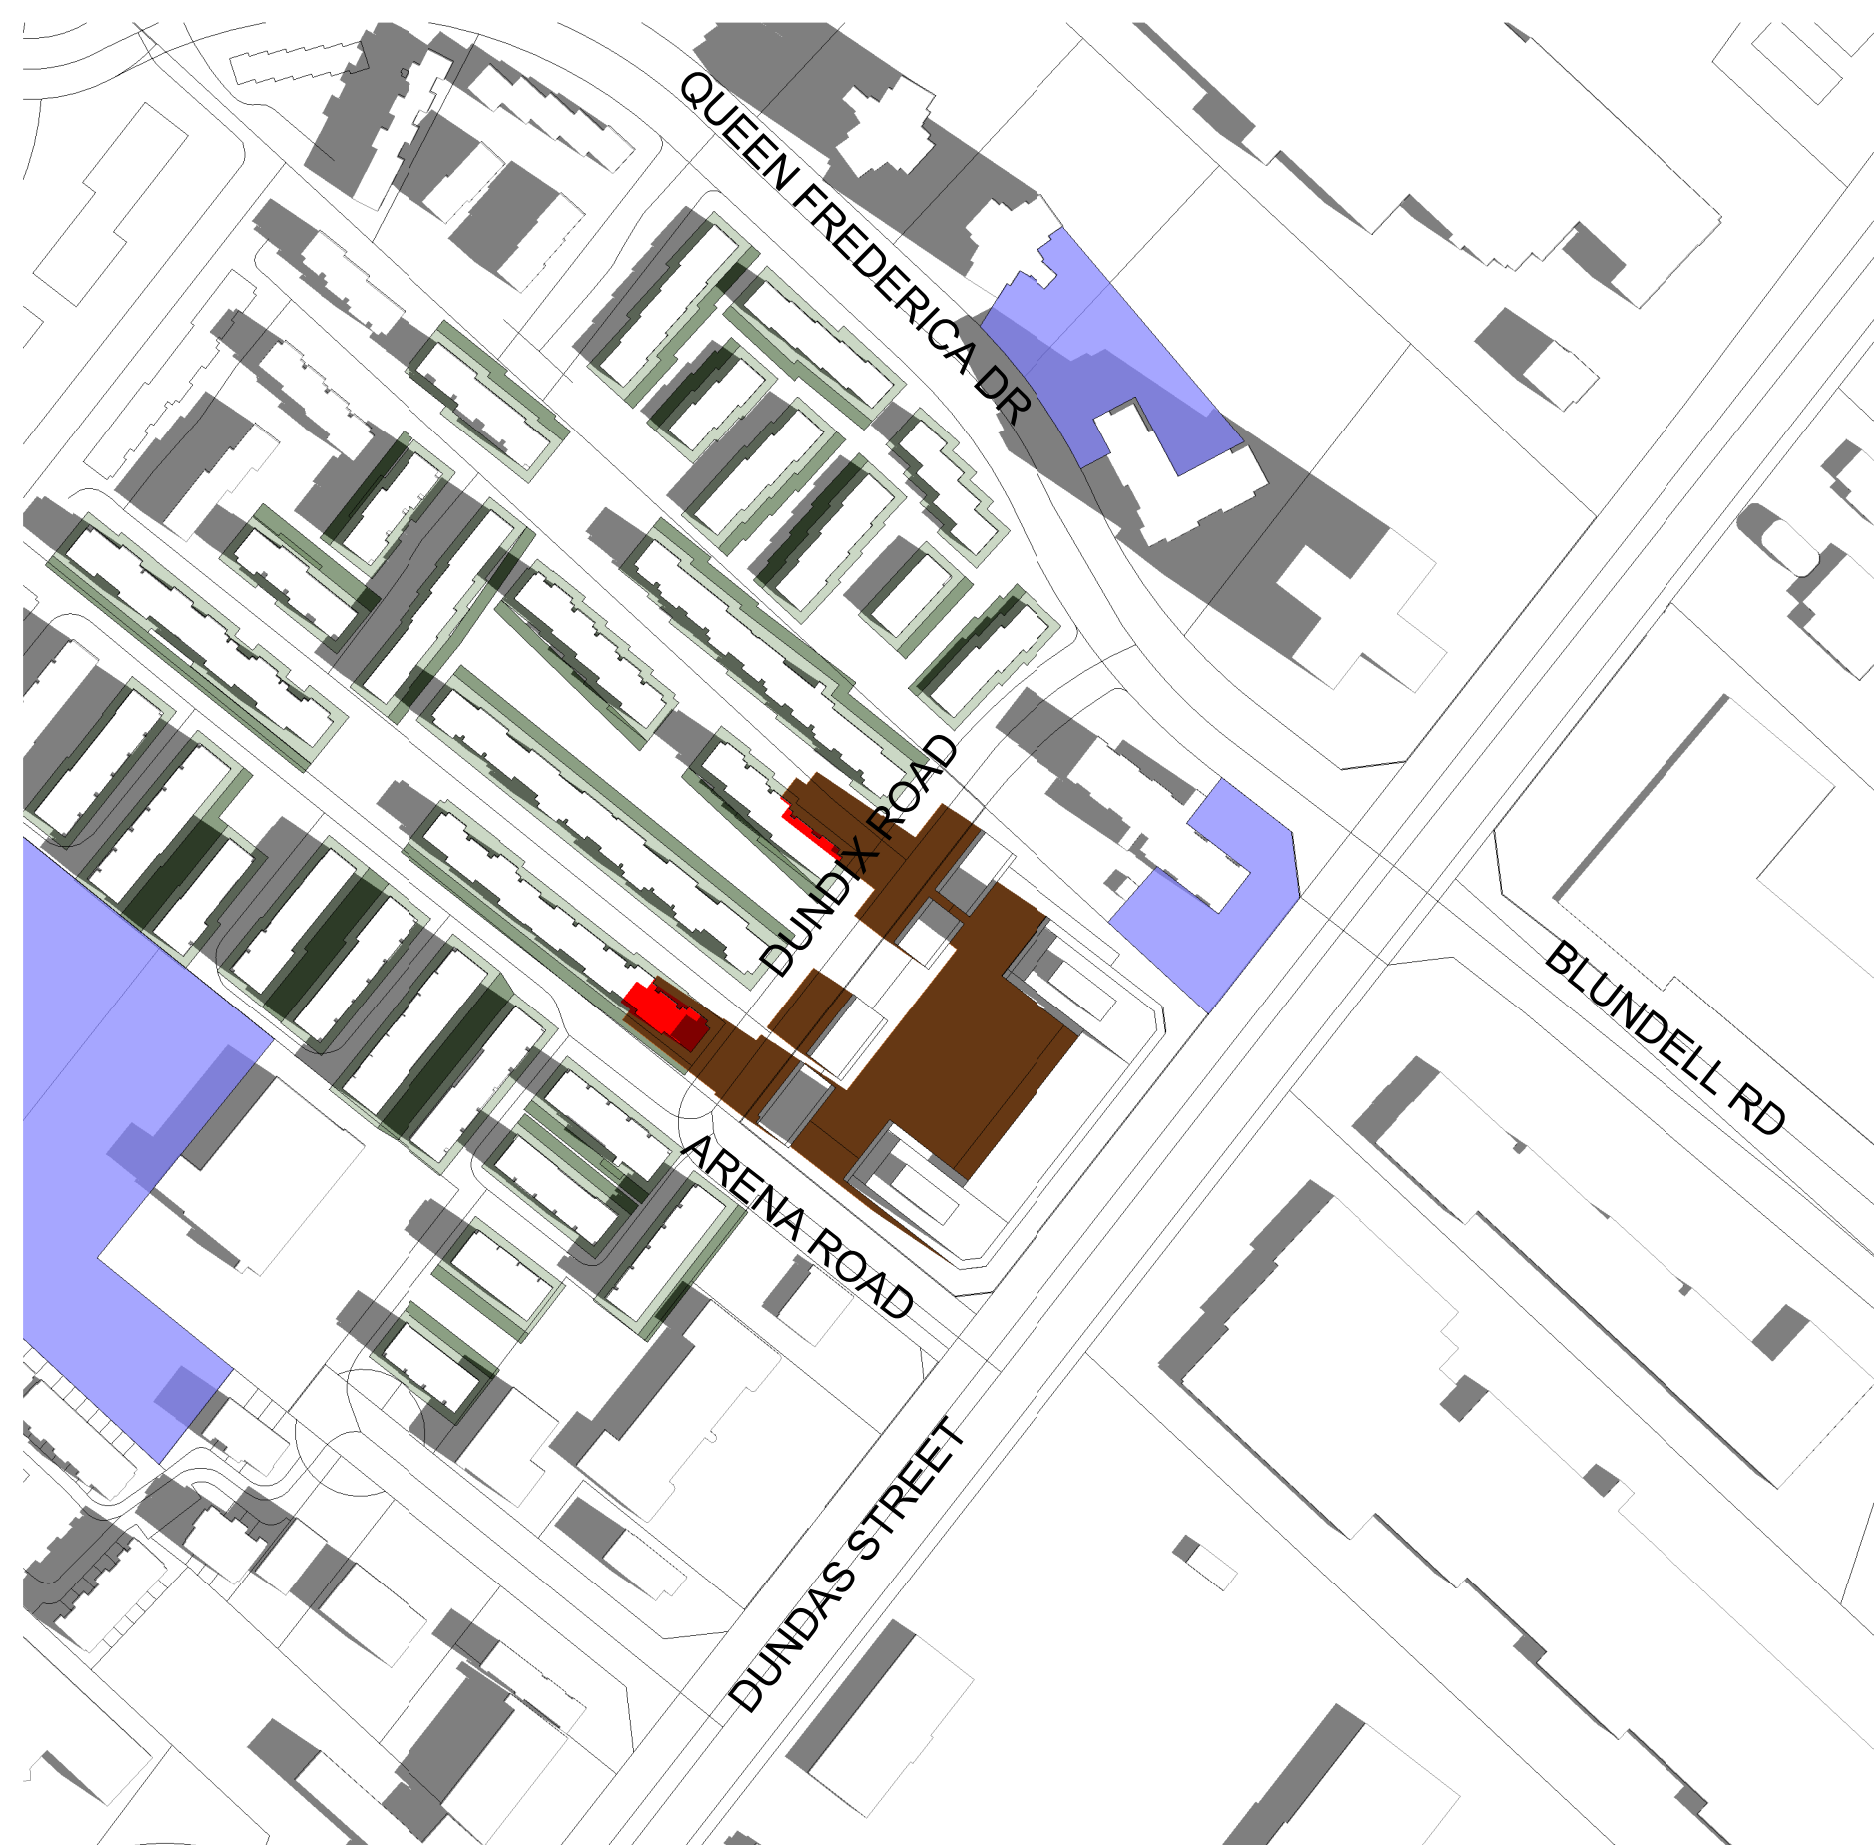 QUEEN FREDERICA DR
DUNDIX ROAD
BLUNDELL RD
ARENA ROAD
DUNDAS STREET